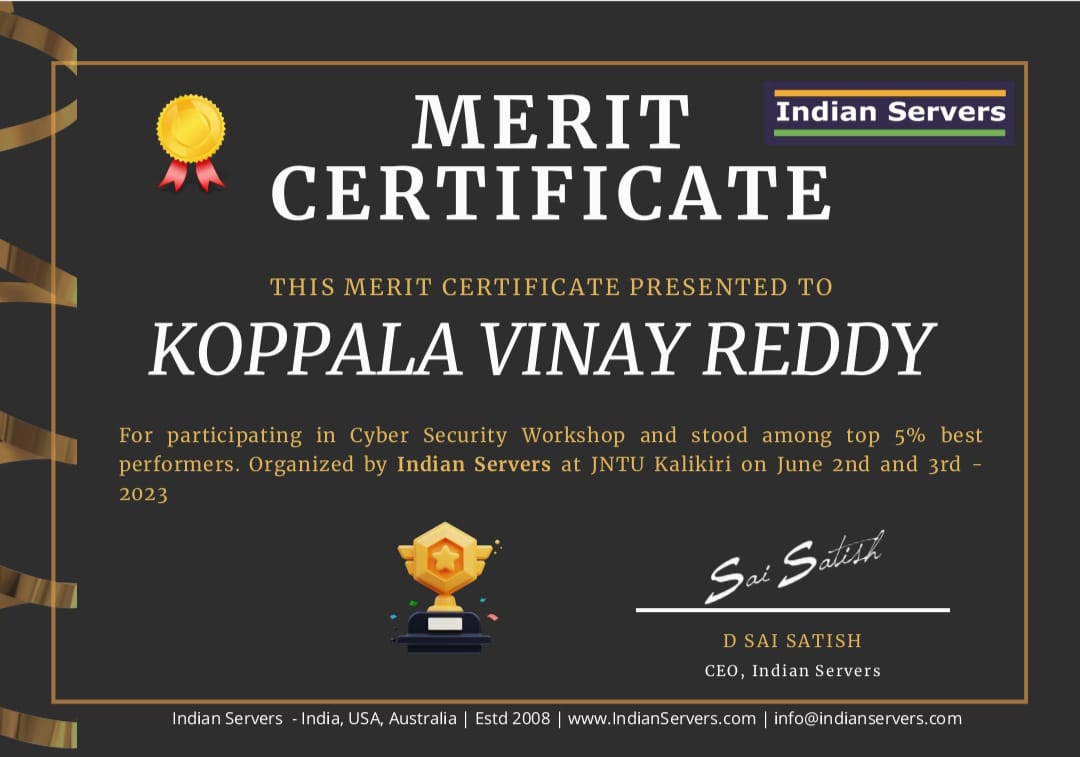 MERIT
CERTIFICATE
Indian Servers
THIS MERIT CERTIFICATE PRESENTED TO
KOPPALA VINAY REDDY
For participating in Cyber Security Workshop and stood among top 5% best
performers. Organized by Indian Servers at JNTU Kalikiri on June 2nd and 3rd -
2023
Sai Satish
D SAI SATISH
CEO, Indian Servers
Indian Servers - India, USA, Australia | Estd 2008 | www.IndianServers.com | info@indianservers.com